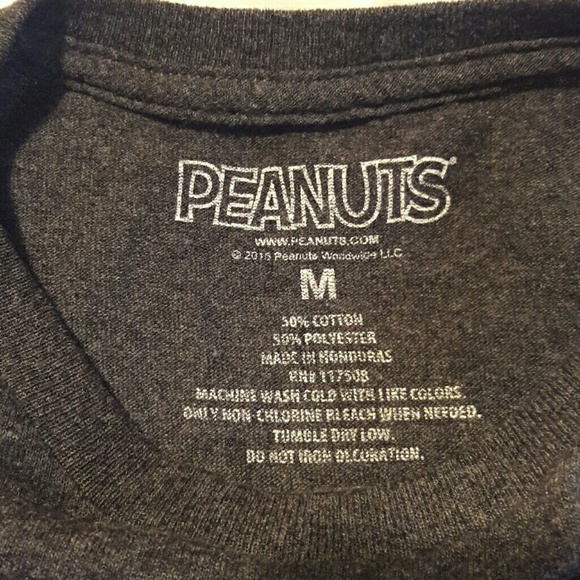 PEANUTS
WWW.PEANUTS.COM
© 2015 Peanuts Worldwide LLC
M
50% COTTON
50% POLYESTER
MADE IN HONDURAS
RN# 117508
MACHINE WASH COLD WITH LIKE COLORS.
ONLY NON-CHLORINE BLEACH WHEN NEEDED.
TUMBLE DRY LOW.
DO NOT IRON DECORATION.